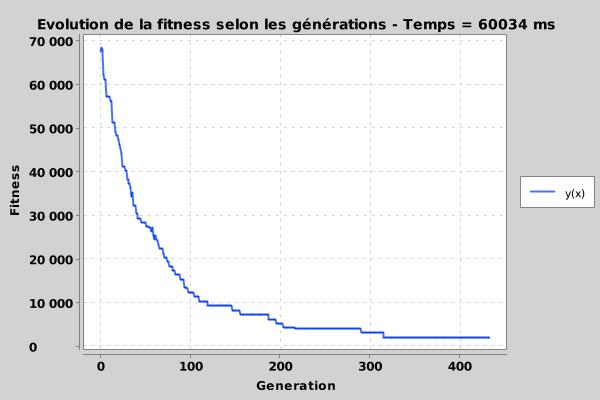 Evolution de la fitness selon les générations - Temps = 60034 ms
70 000
60 000
50 000
40 000
30 000
20 000
10 000
0
Fitness
0 100 200 300 400
Generation
y(x)